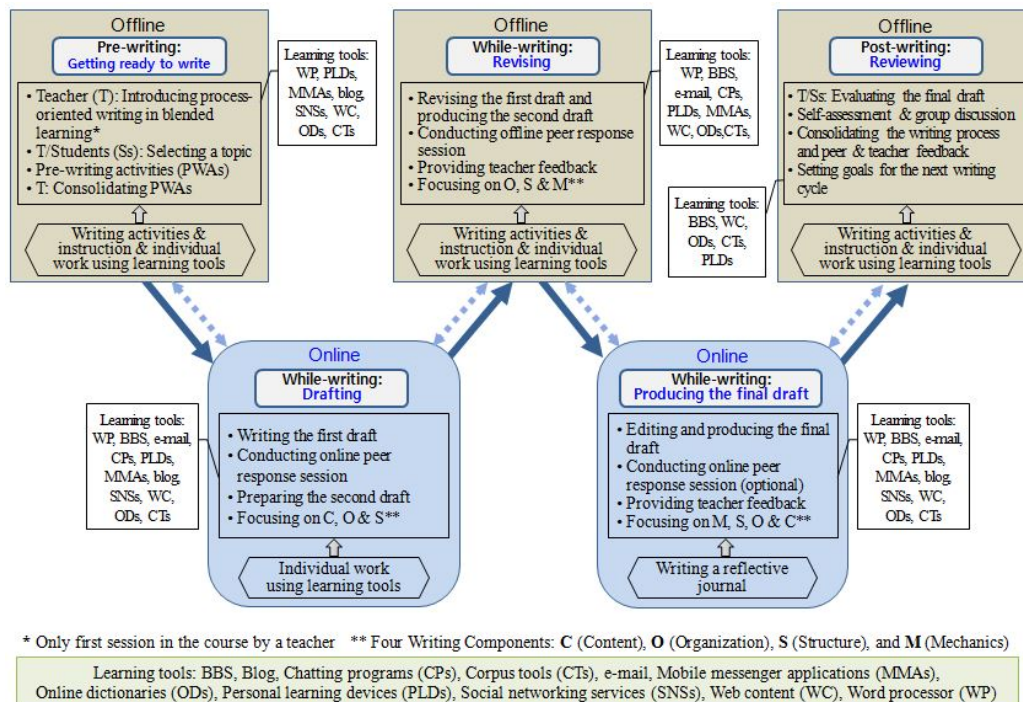 Offline
Pre-writing:
Getting ready to write
• Teacher (T): Introducing process-
oriented writing in blended
learning*
• T/Students (Ss): Selecting a topic
• Pre-writing activities (PWAs)
• T: Consolidating PWAs
Writing activities &
instruction & individual
work using learning tools
Learning tools:
WP, PLDs,
MMAs, blog,
SNSs, WC,
ODs, CTs
Offline
While-writing:
Revising
• Revising the first draft and
producing the second draft
• Conducting offline peer response
session
• Providing teacher feedback
• Focusing on O, S & M**
Writing activities &
instruction & individual
work using learning tools
Learning tools:
WP, BBS,
e-mail, CPs,
PLDs, MMAs,
WC, ODs,CTs,
Offline
Post-writing:
Reviewing
• T/Ss: Evaluating the final draft
• Self-assessment & group discussion
• Consolidating the writing process
and peer & teacher feedback
• Setting goals for the next writing
cycle
Writing activities &
instruction & individual
work using learning tools
Learning tools:
BBS, WC,
ODs, CTs,
PLDs
Online
While-writing:
Drafting
• Writing the first draft
• Conducting online peer
response session
• Preparing the second draft
• Focusing on C, O & S**
Individual work
using learning tools
Learning tools:
WP, BBS, e-mail,
CPs, PLDs,
MMAs, blog,
SNSs, WC,
ODs, CTs
Online
While-writing:
Producing the final draft
• Editing and producing the final
draft
• Conducting online peer
response session (optional)
• Providing teacher feedback
• Focusing on M, S, O & C**
Writing a reflective
journal
Learning tools:
WP, BBS, e-mail,
CPs, PLDs,
MMAs, blog,
SNSs, WC,
ODs, CTs
* Only first session in the course by a teacher ** Four Writing Components: C (Content), O (Organization), S (Structure), and M (Mechanics)
Learning tools: BBS, Blog, Chatting programs (CPs), Corpus tools (CTs), e-mail, Mobile messenger applications (MMAs),
Online dictionaries (ODs), Personal learning devices (PLDs), Social networking services (SNSs), Web content (WC), Word processor (WP)